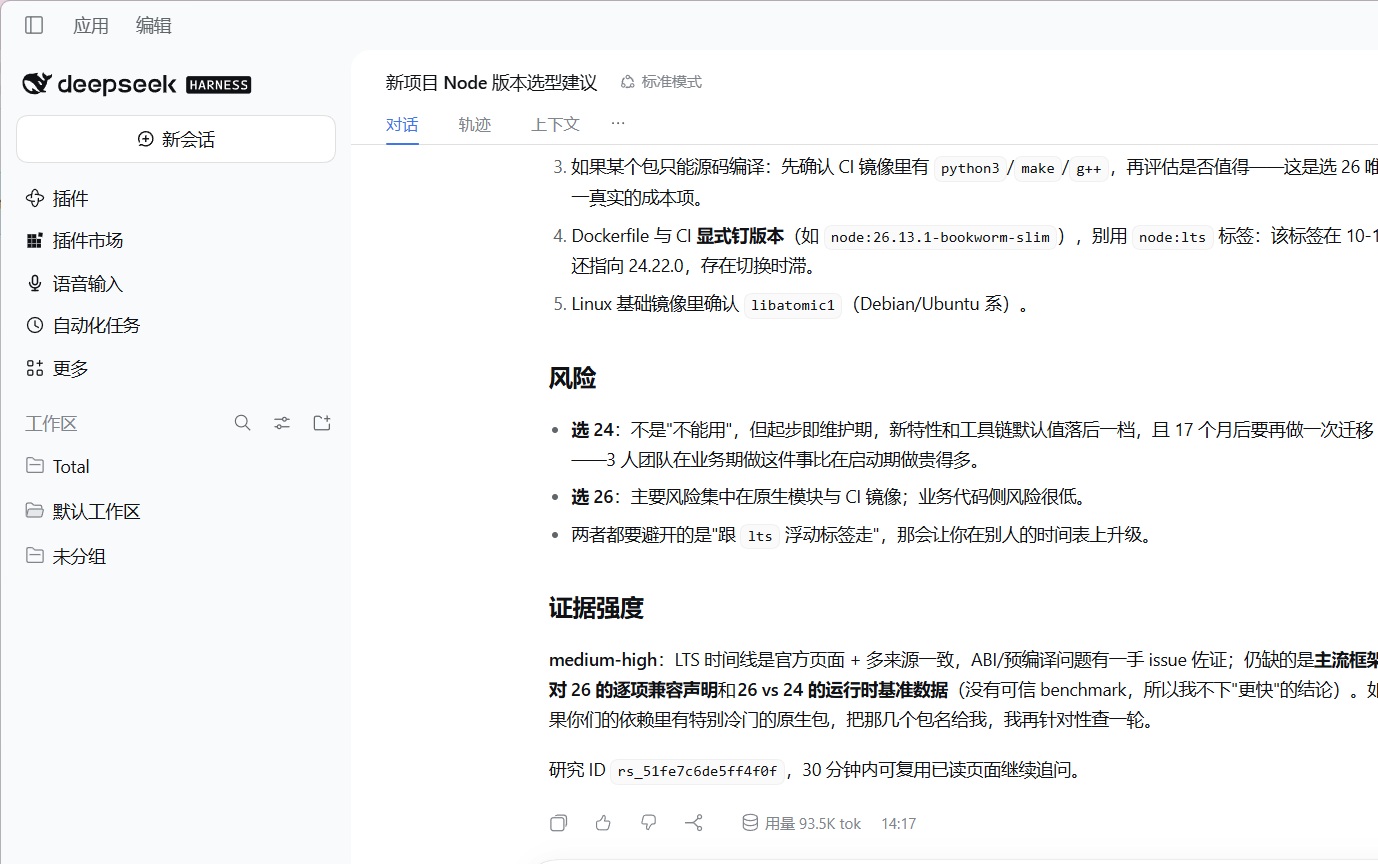 应用 编辑
deepseek HARNESS
新会话
插件
插件市场
语音输入
自动化任务
更多
工作区
Total
默认工作区
未分组
新项目 Node 版本选型建议 标准模式
对话 轨迹 上下文 ···
3. 如果某个包只能源码编译：先确认 CI 镜像里有 python3 / make / g++ ，再评估是否值得——这是选 26 唯
一真实的成本项。
4. Dockerfile 与 CI 显式钉版本（如 node:26.13.1-bookworm-slim ），别用 node:lts 标签：该标签在 10-1
还指向 24.22.0，存在切换时滞。
5. Linux 基础镜像里确认 libatomic1 （Debian/Ubuntu 系）。
风险
• 选 24：不是"不能用"，但起步即维护期，新特性和工具链默认值落后一档，且 17 个月后要再做一次迁移
——3 人团队在业务期做这件事比在启动期做贵得多。
• 选 26：主要风险集中在原生模块与 CI 镜像；业务代码侧风险很低。
• 两者都要避开的是"跟 lts 浮动标签走"，那会让你在别人的时间表上升级。
证据强度
medium-high：LTS 时间线是官方页面 + 多来源一致，ABI/预编译问题有一手 issue 佐证；仍缺的是主流框架
对 26 的逐项兼容声明和 26 vs 24 的运行时基准数据（没有可信 benchmark，所以我不下"更快"的结论）。如
果你们的依赖里有特别冷门的原生包，把那几个包名给我，我再针对性查一轮。
研究 ID rs_51fe7c6de5ff4f0f ，30 分钟内可复用已读页面继续追问。
用量 93.5K tok 14:17